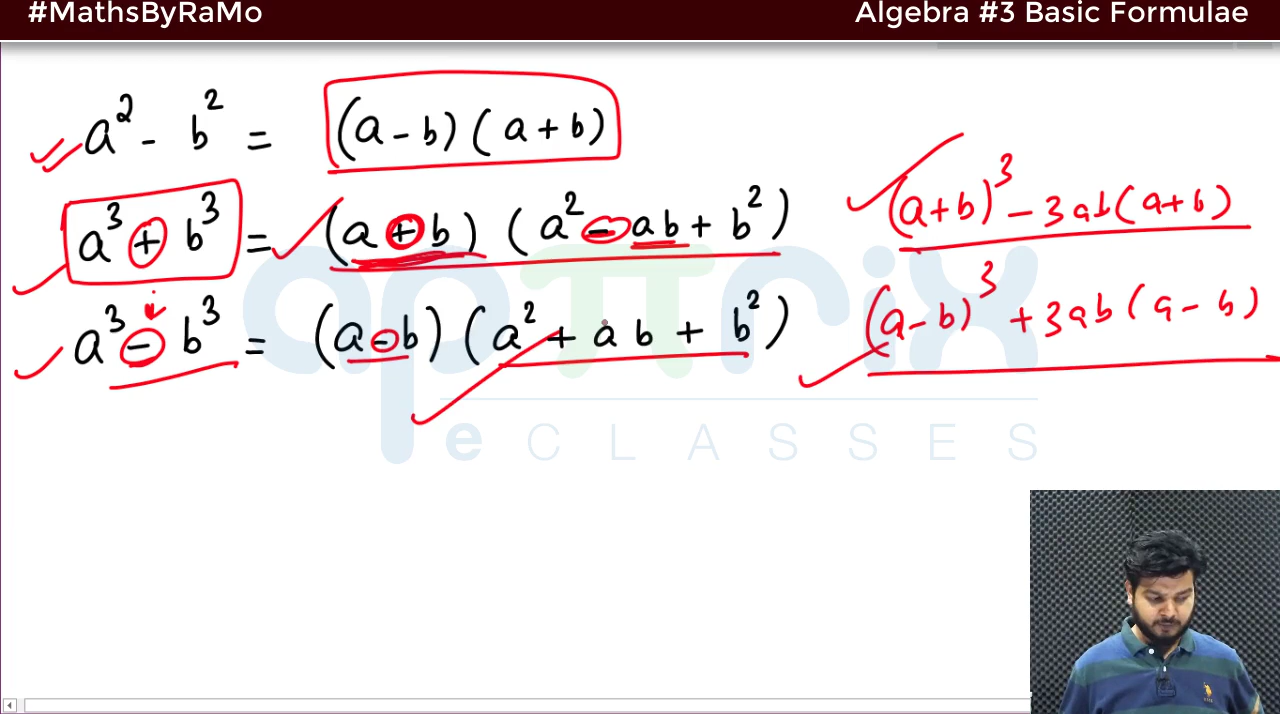 #MathsByRaMo
Algebra #3 Basic Formulae
a² - b² = (a - b) (a + b)
a³ + b³ = (a + b) (a² - ab + b²)
(a+b)³ - 3ab(a+b)
a³ - b³ = (a - b) (a² + ab + b²)
(a-b)³ + 3ab(a-b)
apπrix
eCLASSES